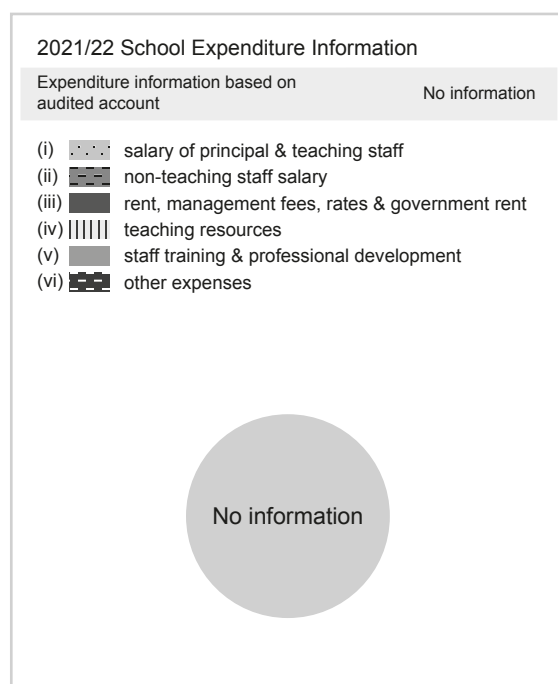 2021/22 School Expenditure Information
Expenditure information based on
audited account
No information
(i) salary of principal & teaching staff
(ii) non-teaching staff salary
(iii) rent, management fees, rates & government rent
(iv) teaching resources
(v) staff training & professional development
(vi) other expenses
No information